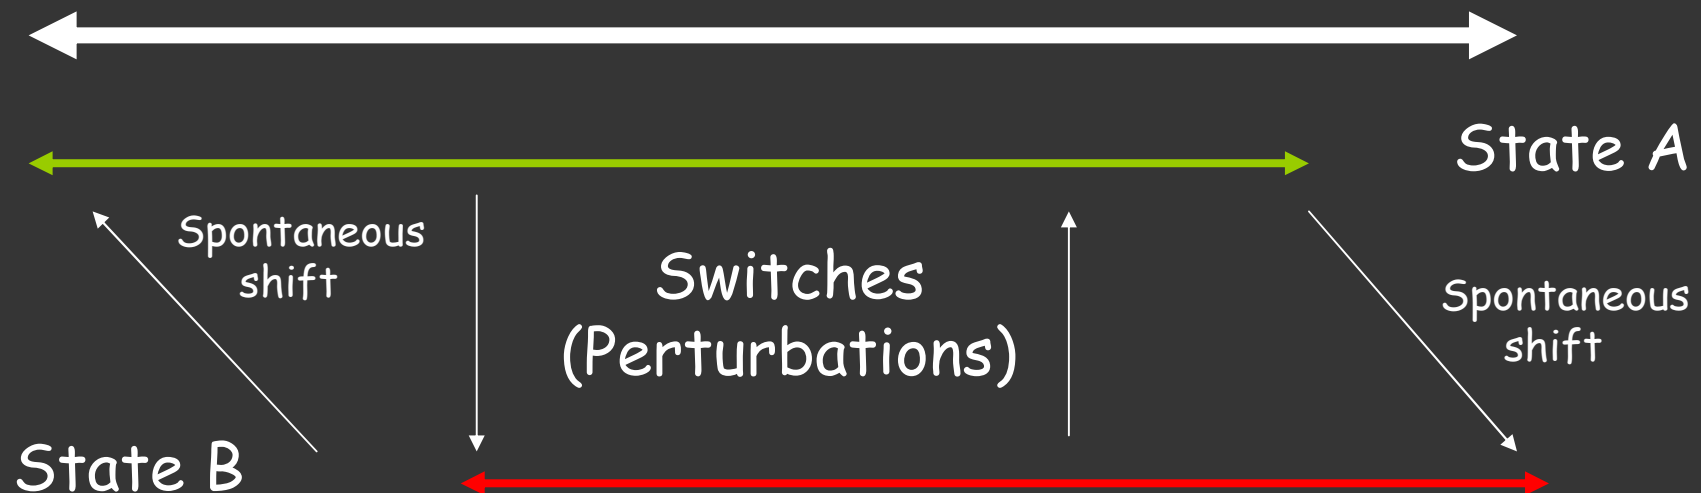 State A
Spontaneous
shift
Switches
(Perturbations)
Spontaneous
shift
State B